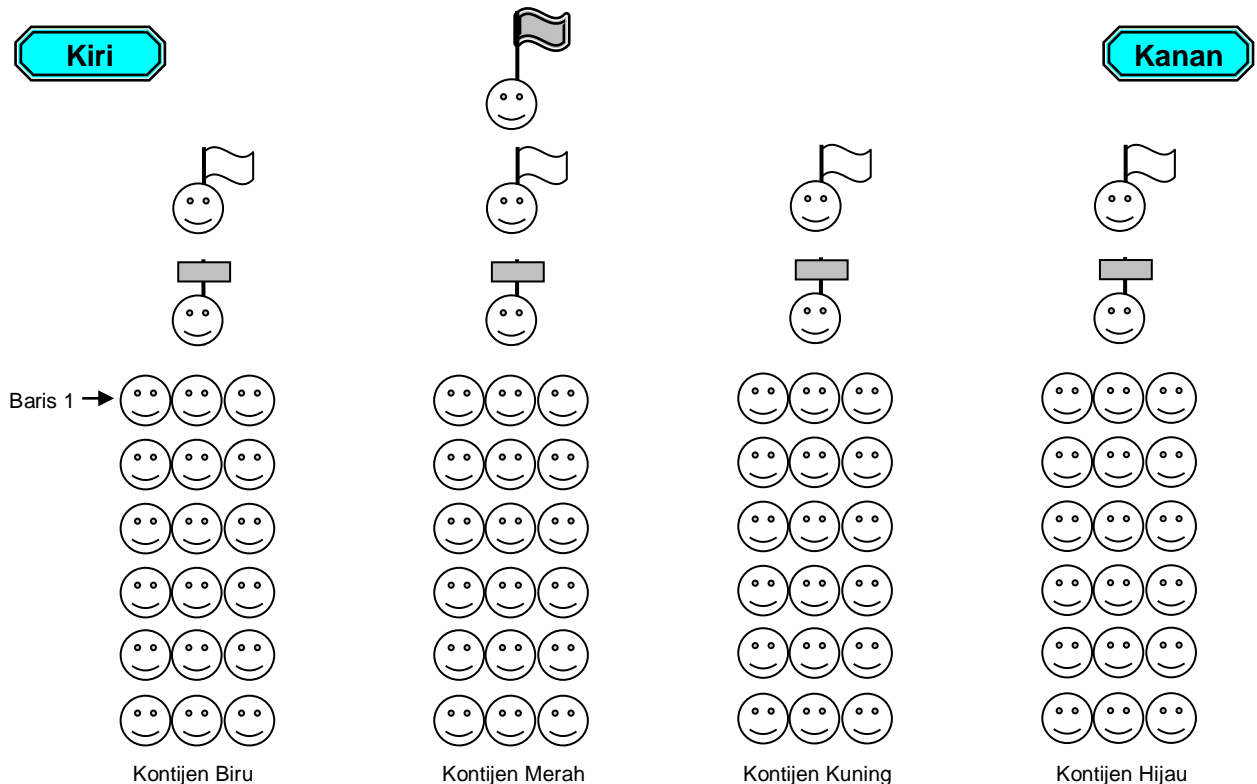 Kiri
Kanan
Baris 1
Kontijen Biru
Kontijen Merah
Kontijen Kuning
Kontijen Hijau